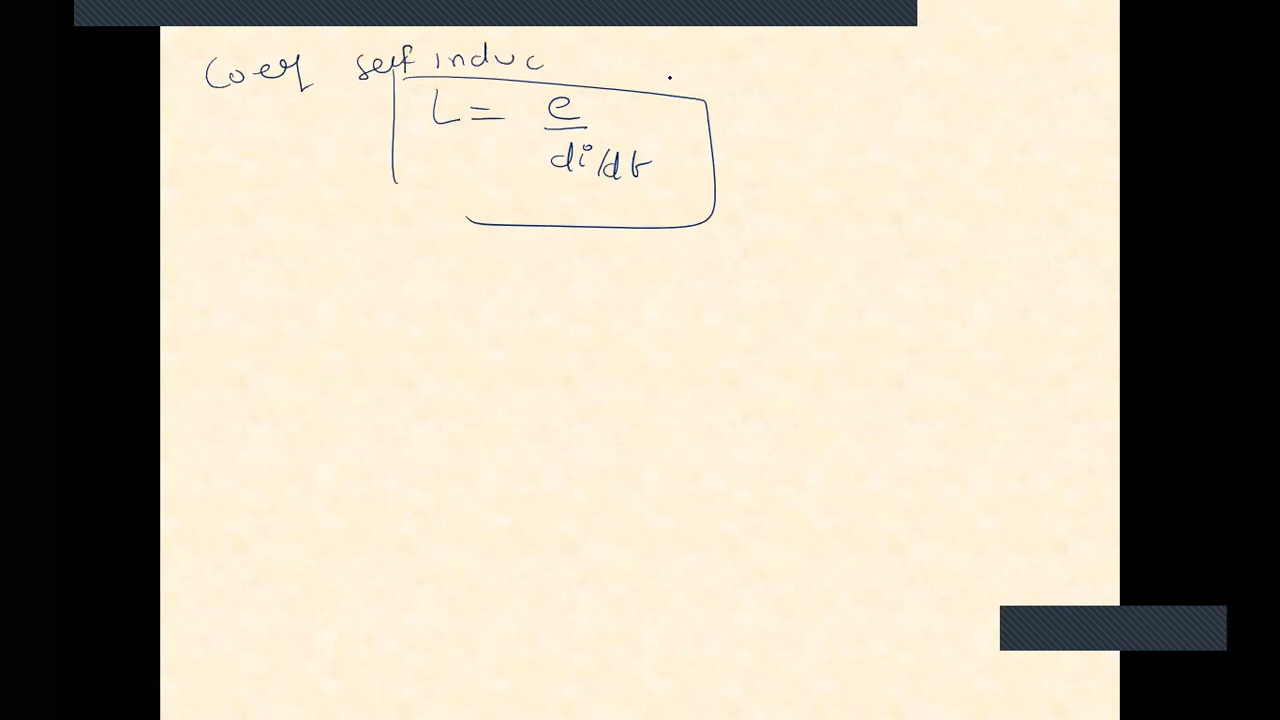 Coef self induc
L = e
di/dt